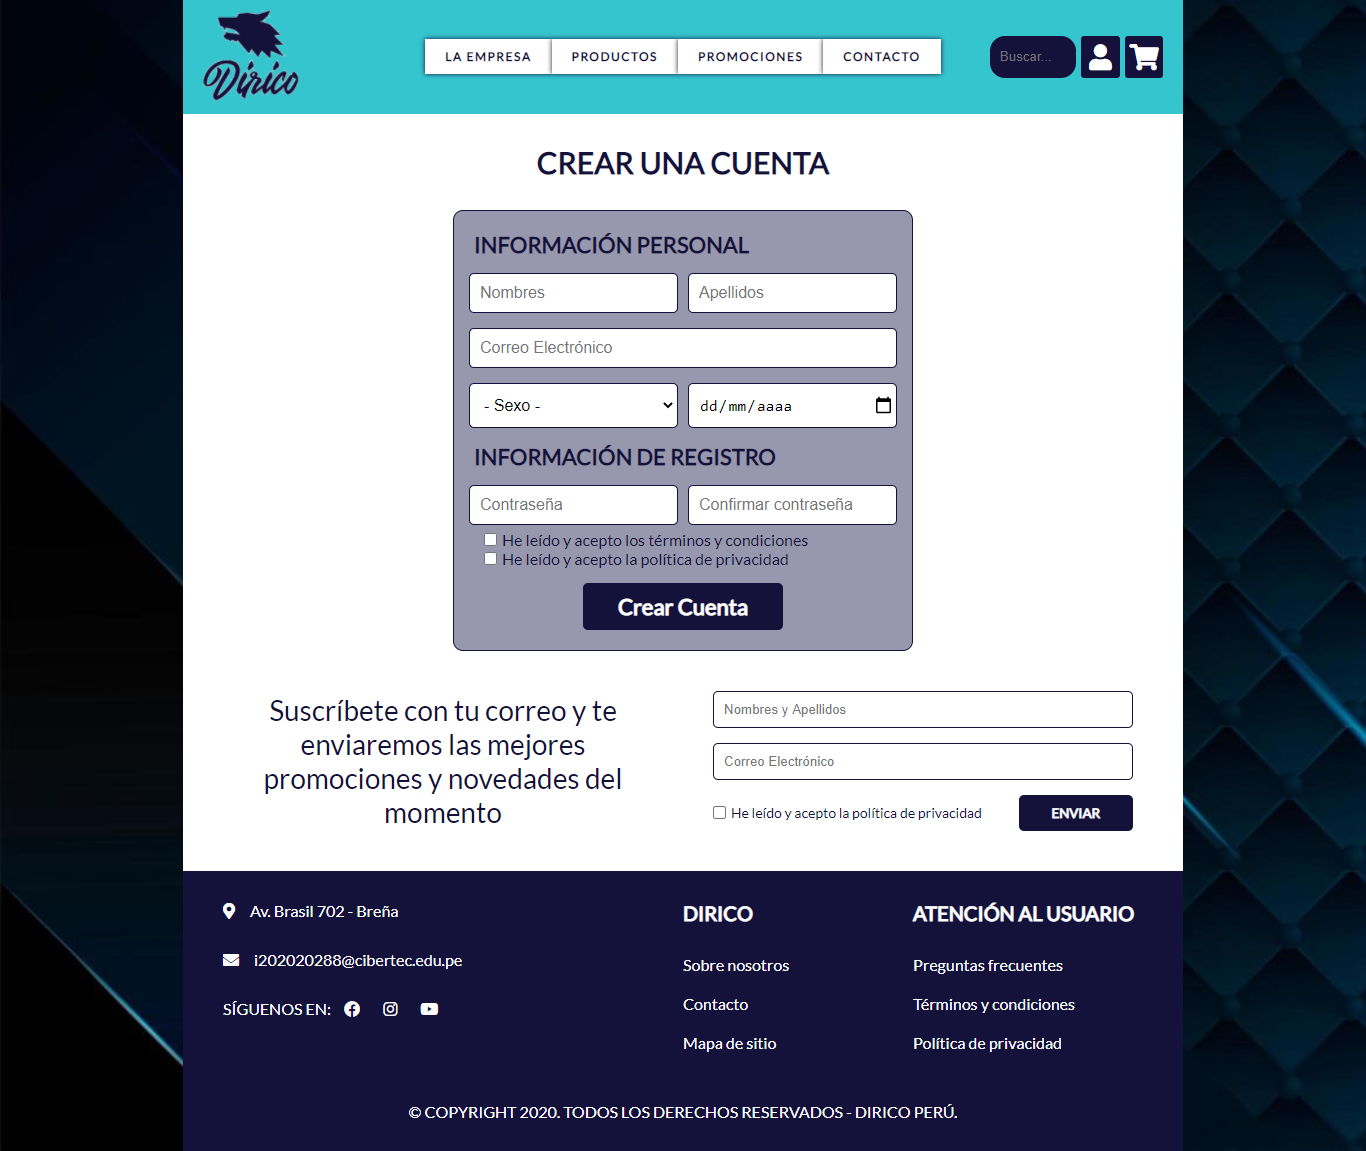 Dirico
LA EMPRESA
PRODUCTOS
PROMOCIONES
CONTACTO
Buscar...
CREAR UNA CUENTA
INFORMACIÓN PERSONAL
Nombres
Apellidos
Correo Electrónico
- Sexo -
dd/mm/aaaa
INFORMACIÓN DE REGISTRO
Contraseña
Confirmar contraseña
He leído y acepto los términos y condiciones
He leído y acepto la política de privacidad
Crear Cuenta
Suscríbete con tu correo y te
enviaremos las mejores
promociones y novedades del
momento
Nombres y Apellidos
Correo Electrónico
He leído y acepto la política de privacidad
ENVIAR
Av. Brasil 702 - Breña
i202020288@cibertec.edu.pe
SÍGUENOS EN:
DIRICO
Sobre nosotros
Contacto
Mapa de sitio
ATENCIÓN AL USUARIO
Preguntas frecuentes
Términos y condiciones
Política de privacidad
© COPYRIGHT 2020. TODOS LOS DERECHOS RESERVADOS - DIRICO PERÚ.